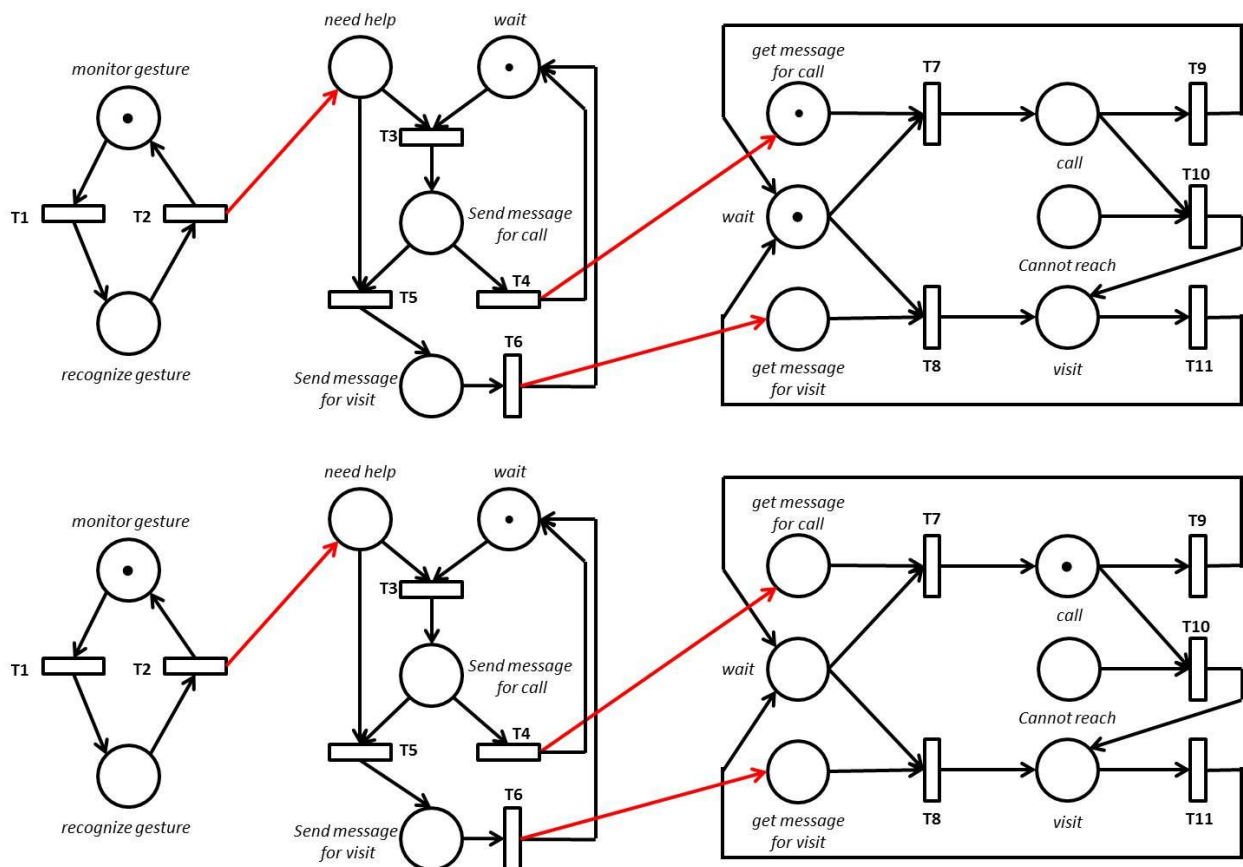 need help
wait
monitor gesture
get message
for call
T7
T9
T3
call
T10
T1
T2
Send message
for call
wait
Cannot reach
T5
T4
T6
recognize gesture
Send message
for visit
get message
for visit
T8
visit
T11
need help
wait
monitor gesture
get message
for call
T7
T9
T3
call
T10
T1
T2
Send message
for call
wait
Cannot reach
T5
T4
T6
recognize gesture
Send message
for visit
get message
for visit
T8
visit
T11